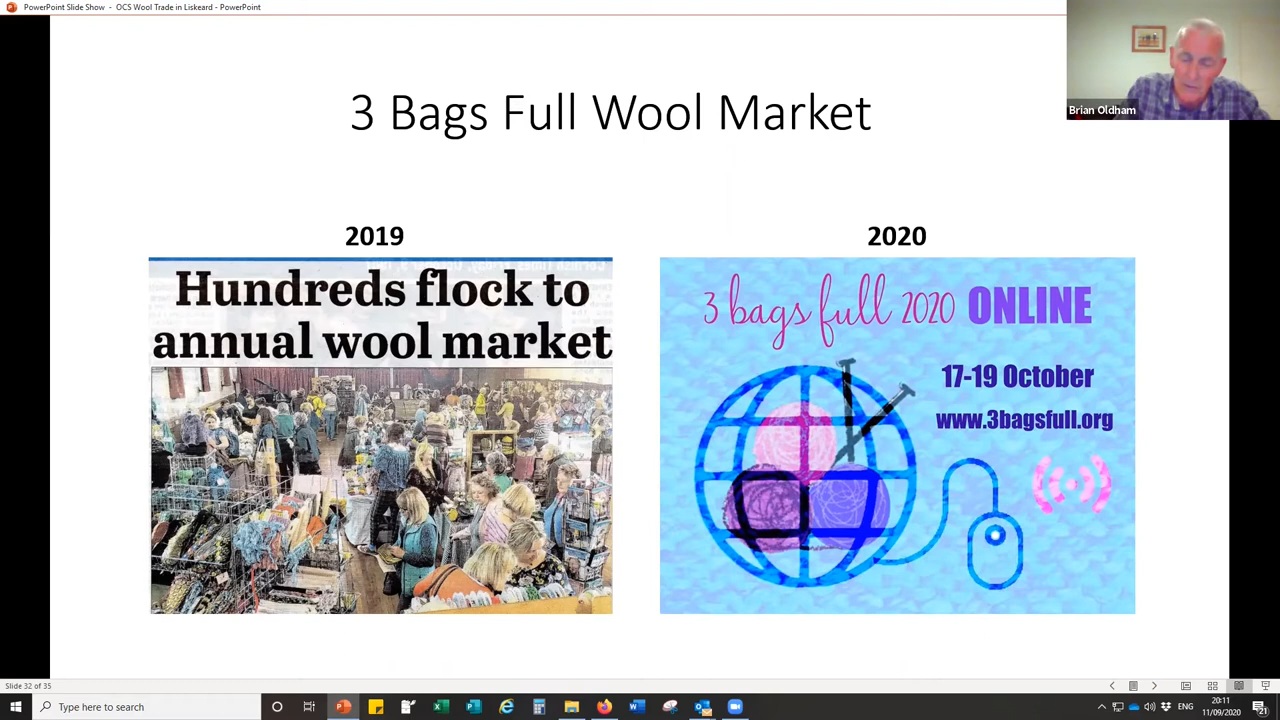 PowerPoint Slide Show - OCS Wool Trade in Liskeard - PowerPoint
Brian Oldham
3 Bags Full Wool Market
2019
2020
Hundreds flock to
annual wool market
3 bags full 2020 ONLINE
17-19 October
www.3bagsfull.org
Slide 32 of 35
Type here to search
ENG
20:11
11/09/2020
21